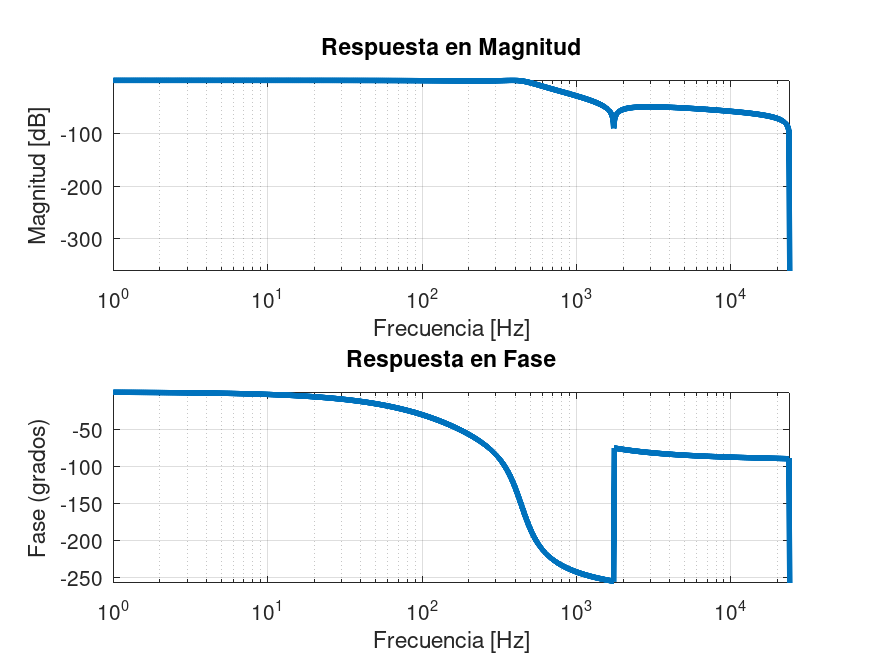 Respuesta en Magnitud
Magnitud [dB]
-100
-200
-300
10^0 10^1 10^2 10^3 10^4
Frecuencia [Hz]
Respuesta en Fase
Fase (grados)
-50
-100
-150
-200
-250
10^0 10^1 10^2 10^3 10^4
Frecuencia [Hz]